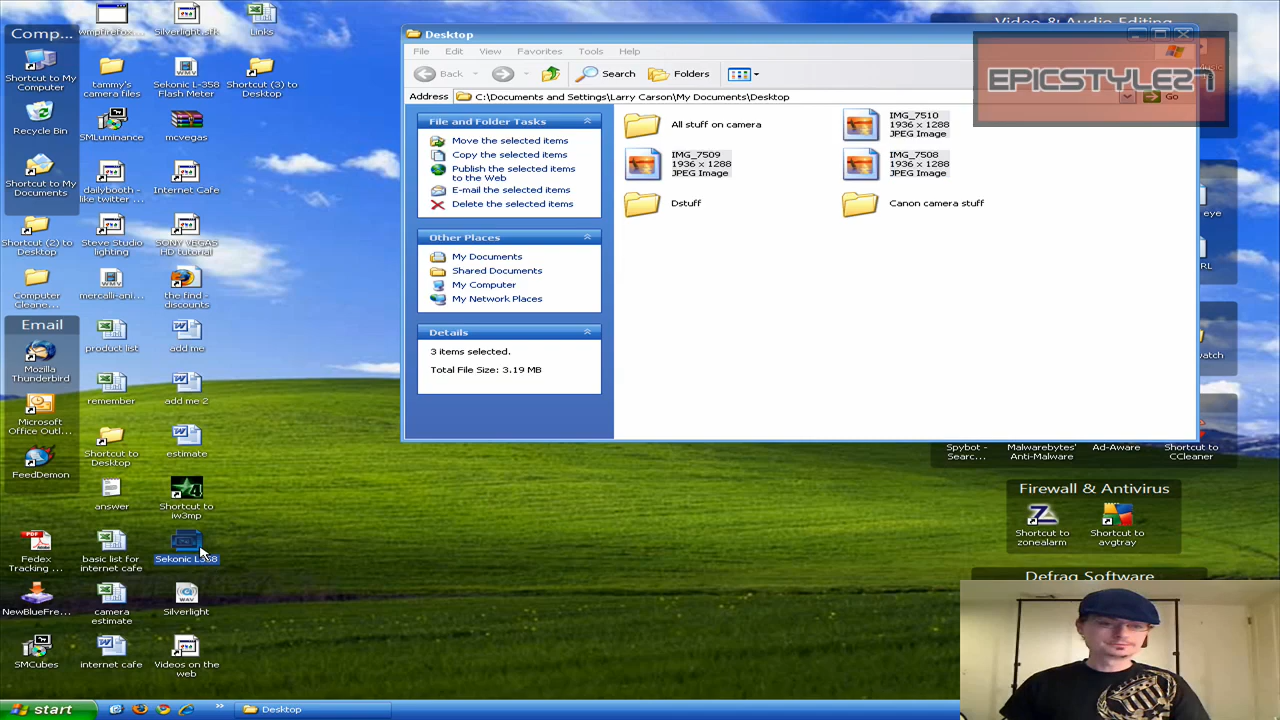 Comp...
Shortcut to My
Computer
Recycle Bin
Shortcut to My
Documents
Shortcut (2) to
Desktop
Computer
Cleane...
Email
Mozilla
Thunderbird
Microsoft
Office Outl...
FeedDemon
Fedex
Tracking ...
NewBlueFre...
SMCubes
wmpfirefox...
tammy's
camera files
SMLuminance
dailybooth -
like twitter ...
Steve Studio
lighting
mercalli-ani...
product list
remember
Shortcut to
Desktop
answer
basic list for
internet cafe
camera
estimate
internet cafe
Silverlight.sfk
Sekonic L-358
Flash Meter
mcvegas
Internet Cafe
SONY VEGAS
HD tutorial
the find -
discounts
add me
add me 2
estimate
Shortcut to
iw3mp
Sekonic L358
Silverlight
Videos on the
web
Links
Shortcut (3) to
Desktop
Video & Audio Editing
Desktop
File Edit View Favorites Tools Help
Back Search Folders
Address C:\Documents and Settings\Larry Carson\My Documents\Desktop Go
EPICSTYLE27
File and Folder Tasks
Move the selected items
Copy the selected items
Publish the selected items
to the Web
E-mail the selected items
Delete the selected items
Other Places
My Documents
Shared Documents
My Computer
My Network Places
Details
3 items selected.
Total File Size: 3.19 MB
All stuff on camera
IMG_7510
1936 x 1288
JPEG Image
IMG_7509
1936 x 1288
JPEG Image
IMG_7508
1936 x 1288
JPEG Image
Dstuff
Canon camera stuff
eye
RL
watch
Spybot -
Searc...
Malwarebytes'
Anti-Malware
Ad-Aware
Shortcut to
CCleaner
Firewall & Antivirus
Shortcut to
zonealarm
Shortcut to
avgtray
Defrag Software
start
Desktop